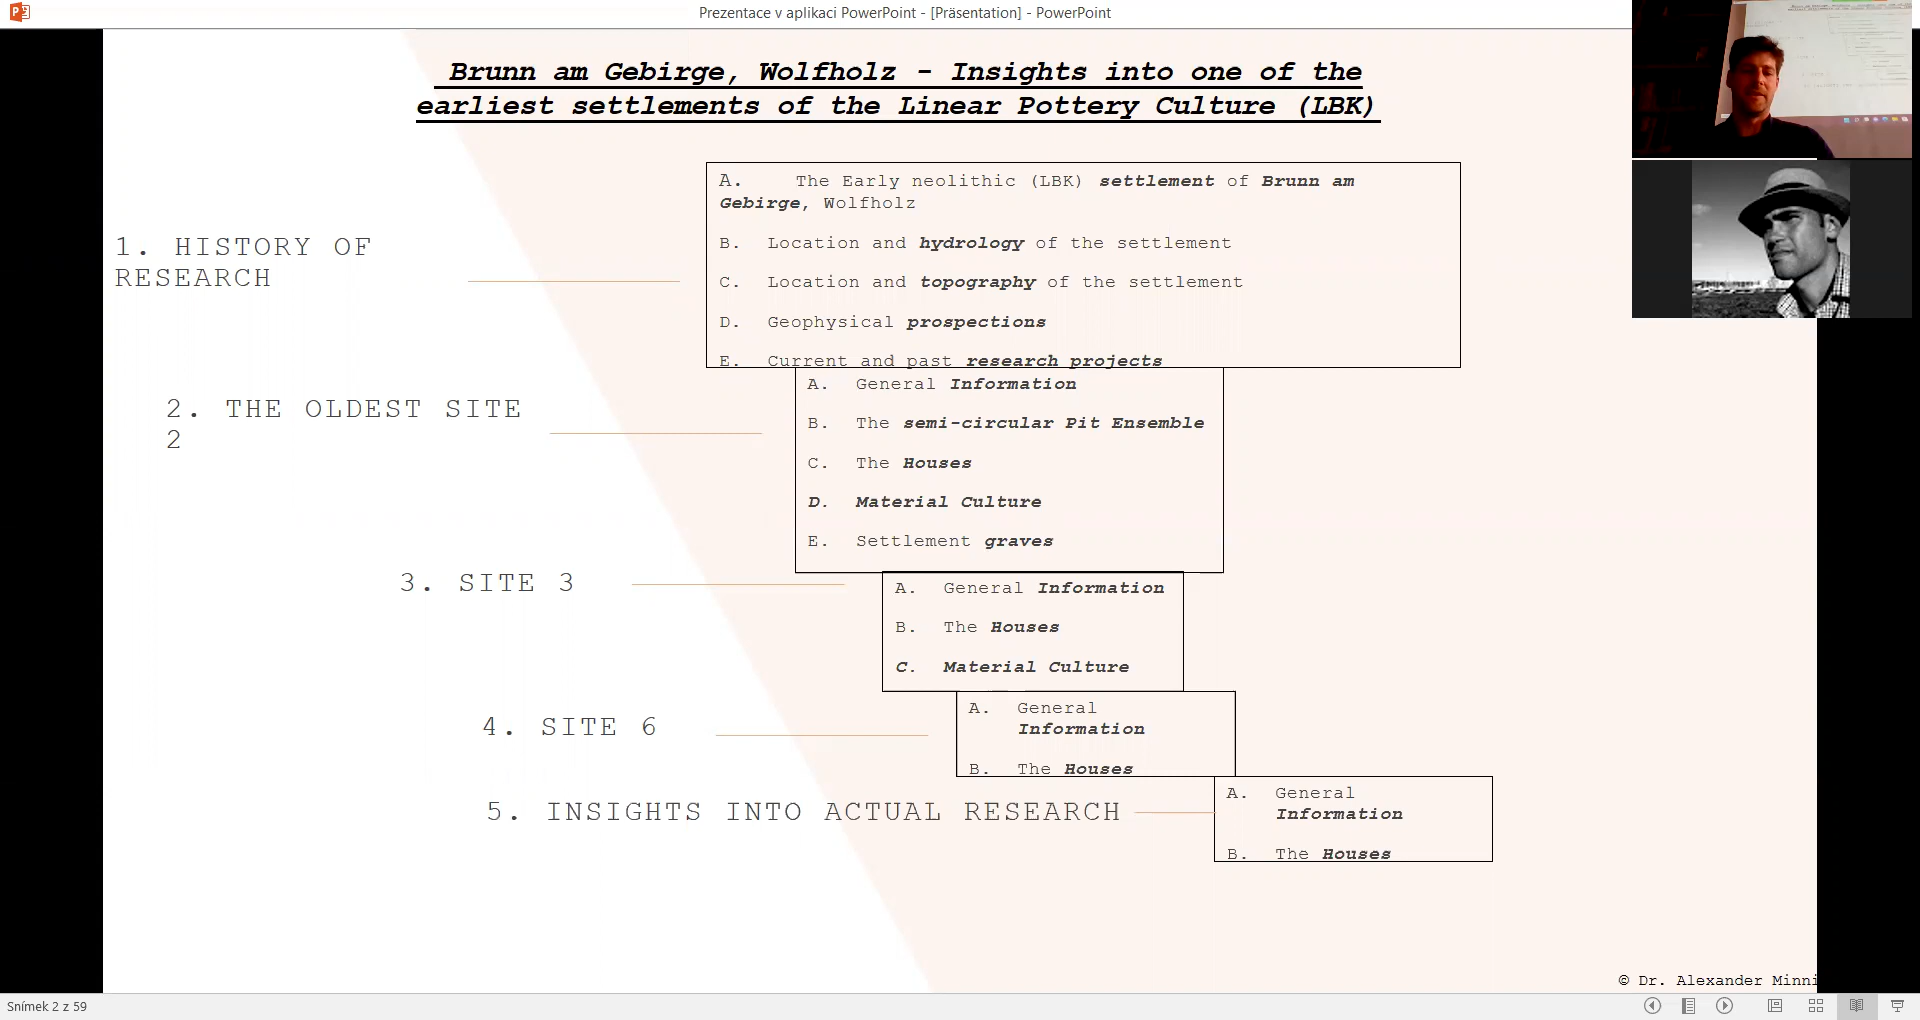 Prezentace v aplikaci PowerPoint - [Präsentation] - PowerPoint
Brunn am Gebirge, Wolfholz - Insights into one of the
earliest settlements of the Linear Pottery Culture (LBK)
1. HISTORY OF
RESEARCH
A. The Early neolithic (LBK) settlement of Brunn am
Gebirge, Wolfholz
B. Location and hydrology of the settlement
C. Location and topography of the settlement
D. Geophysical prospections
E. Current and past research projects
2. THE OLDEST SITE
2
A. General Information
B. The semi-circular Pit Ensemble
C. The Houses
D. Material Culture
E. Settlement graves
3. SITE 3
A. General Information
B. The Houses
C. Material Culture
4. SITE 6
A. General
Information
B. The Houses
5. INSIGHTS INTO ACTUAL RESEARCH
A. General
Information
B. The Houses
© Dr. Alexander Minni
Snímek 2 z 59